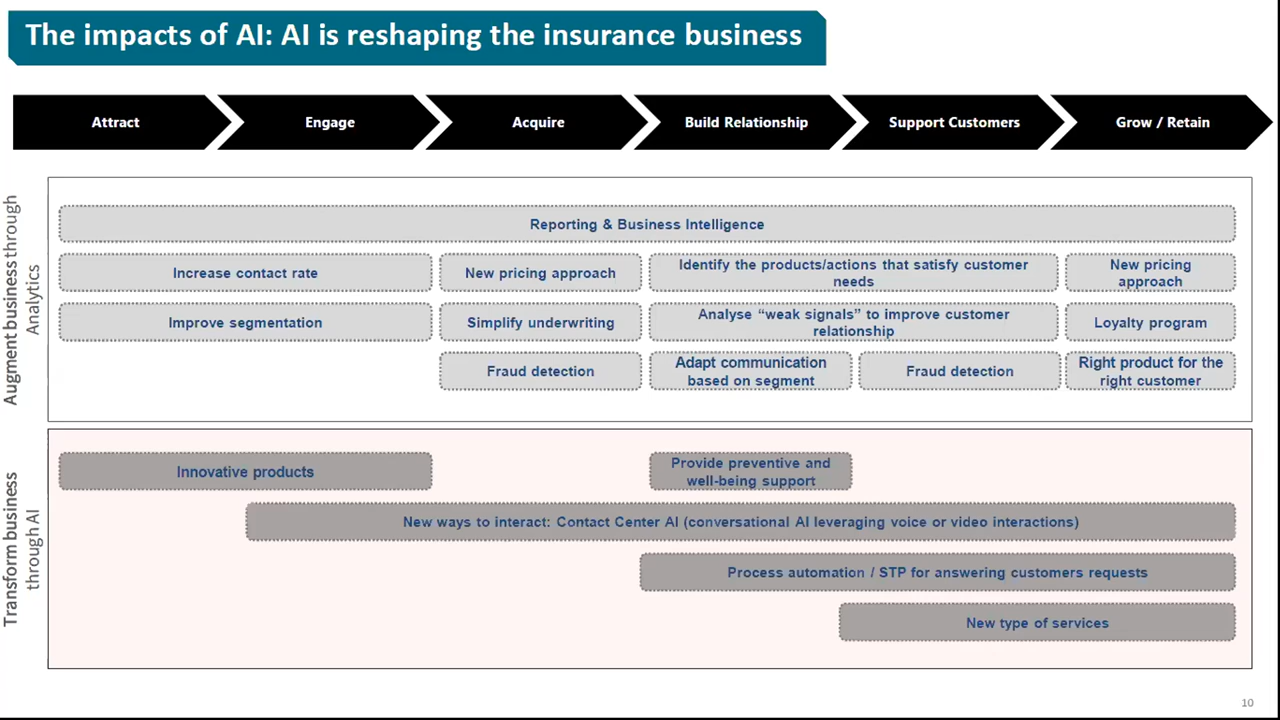 The impacts of AI: AI is reshaping the insurance business
Attract
Engage
Acquire
Build Relationship
Support Customers
Grow / Retain
Augment business through
Analytics
Reporting & Business Intelligence
Increase contact rate
New pricing approach
Identify the products/actions that satisfy customer
needs
New pricing
approach
Improve segmentation
Simplify underwriting
Analyse “weak signals” to improve customer
relationship
Loyalty program
Fraud detection
Adapt communication
based on segment
Fraud detection
Right product for the
right customer
Transform business
through AI
Innovative products
Provide preventive and
well-being support
New ways to interact: Contact Center AI (conversational AI leveraging voice or video interactions)
Process automation / STP for answering customers requests
New type of services
10